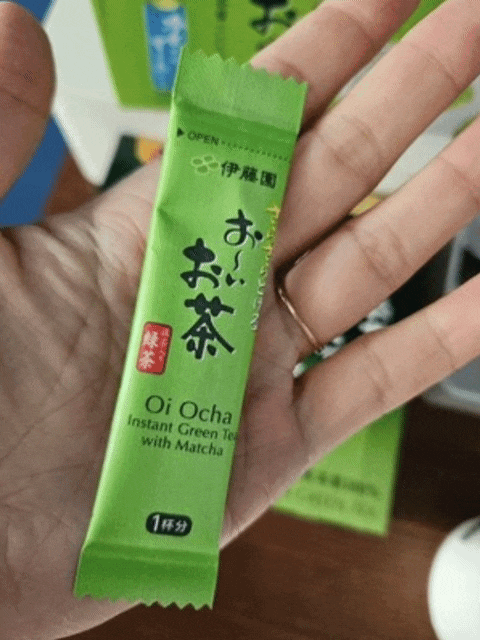 OPEN
伊藤園
お～い
お茶
緑茶
Oi Ocha
Instant Green Tea
with Matcha
1杯分